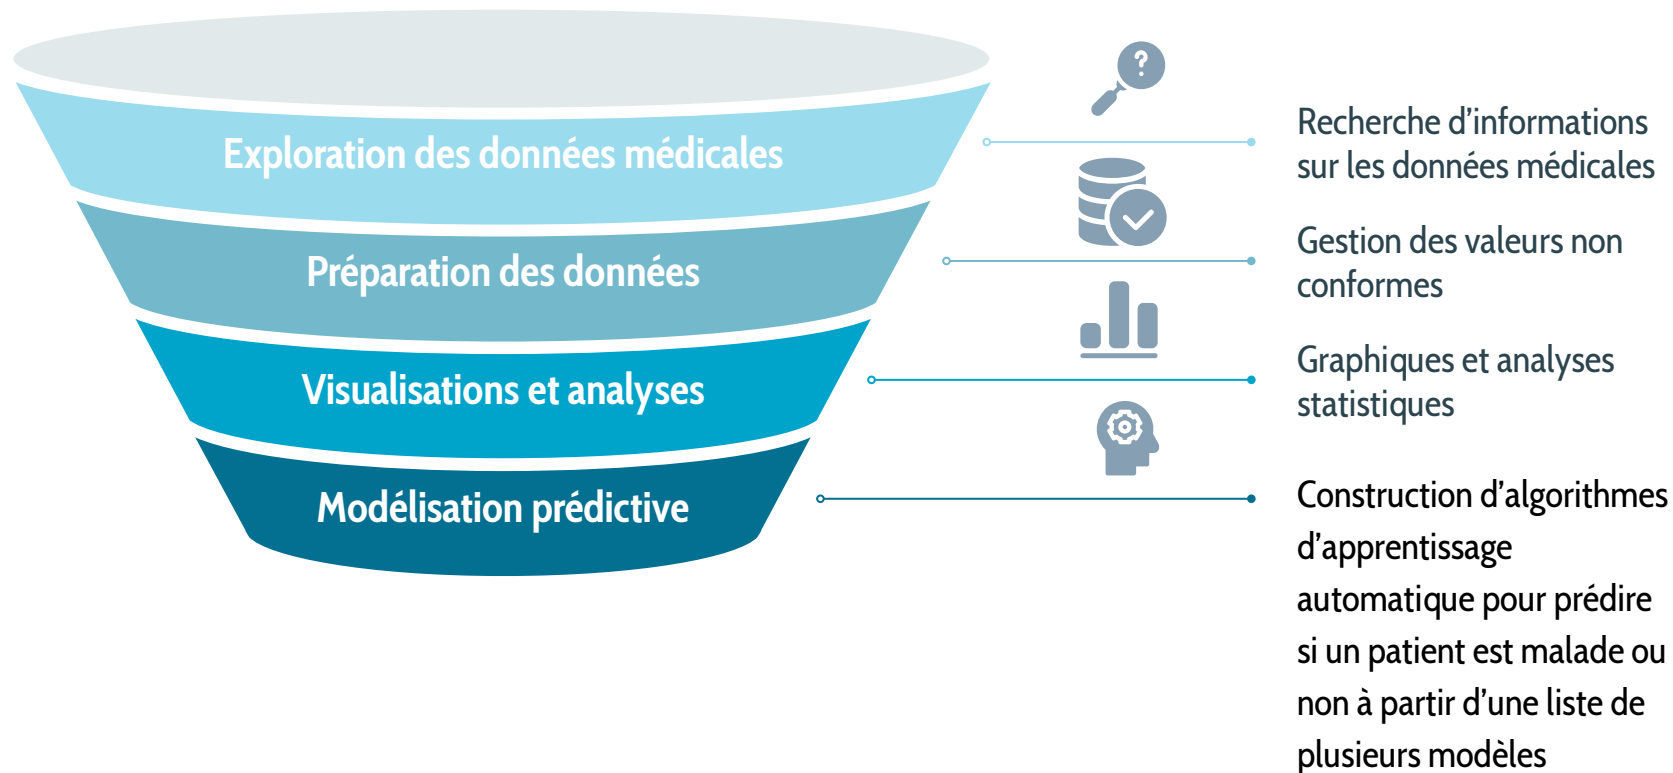 Exploration des données médicales
Recherche d’informations
sur les données médicales
Préparation des données
Gestion des valeurs non
conformes
Visualisations et analyses
Graphiques et analyses
statistiques
Modélisation prédictive
Construction d’algorithmes
d’apprentissage
automatique pour prédire
si un patient est malade ou
non à partir d’une liste de
plusieurs modèles
?